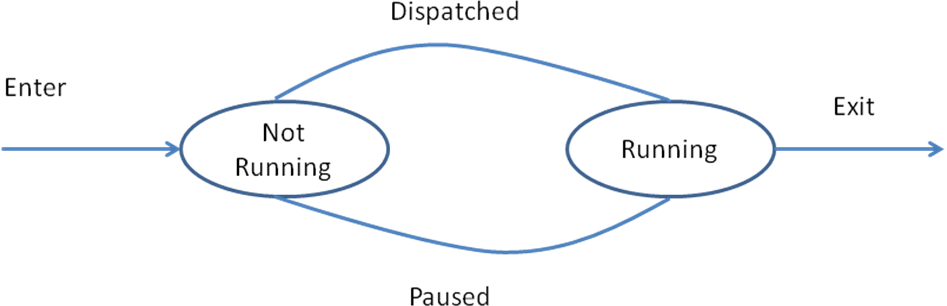 Dispatched
Enter
Not
Running
Running
Exit
Paused